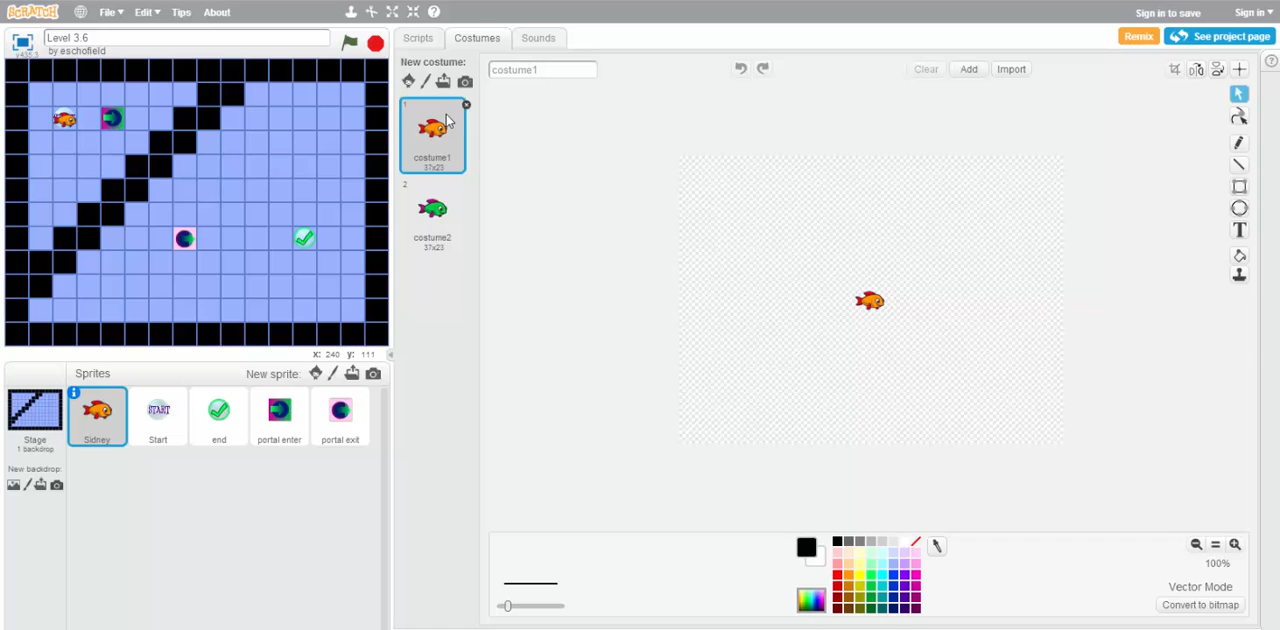 SCRATCH File Edit Tips About Sign in to save Sign in
Level 3.6
by eschofield
Scripts Costumes Sounds
Remix See project page
New costume:
costume1 Clear Add Import
1
costume1
37x23
2
costume2
37x23
x: 240 y: 111
Sprites New sprite:
START
Stage
1 backdrop
Sidney Start end portal enter portal exit
New backdrop:
T
100%
Vector Mode
Convert to bitmap